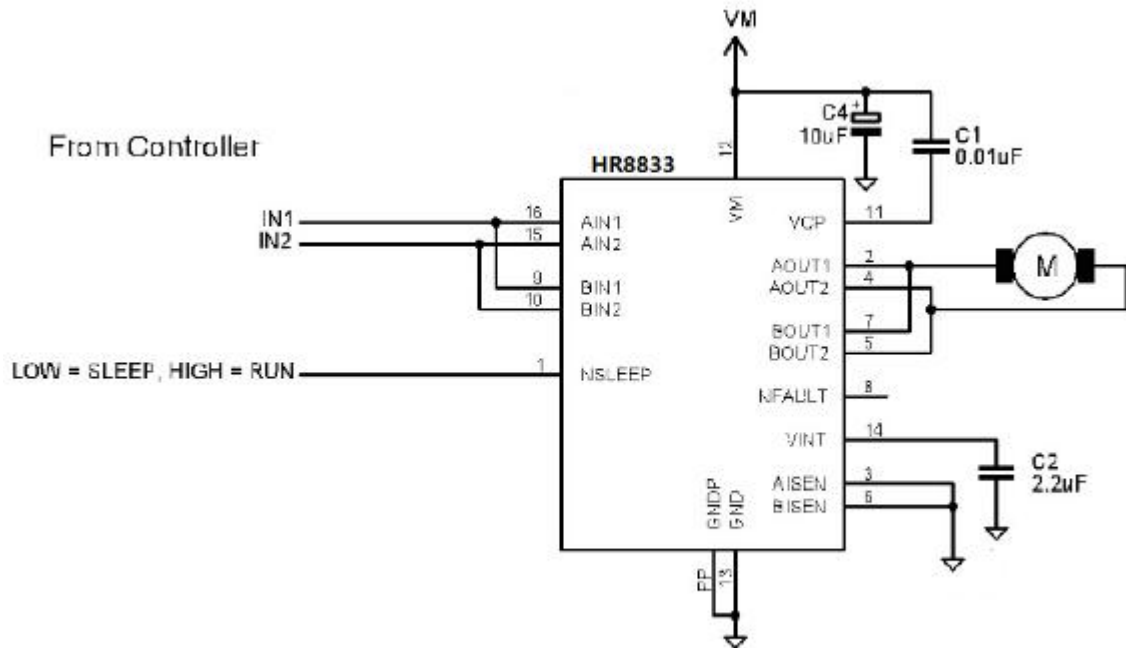 VM
From Controller
C4
+
10uF
C1
0.01uF
HR8833
12
VM
IN1
16
AIN1
VCP
11
IN2
15
AIN2
AOUT1
2
M
9
BIN1
AOUT2
4
10
BIN2
BOUT1
7
BOUT2
5
LOW = SLEEP, HIGH = RUN
1
NSLEEP
NFAULT
8
VINT
14
C2
2.2uF
AISEN
3
BISEN
6
GNDP
GND
PP
13